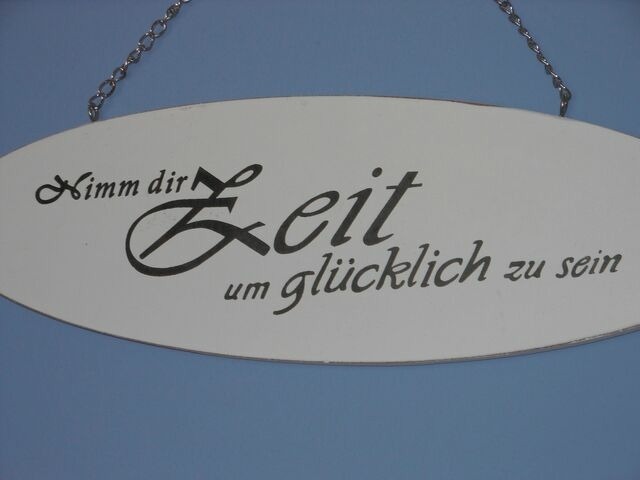 Nimm dir Zeit
um glücklich zu sein